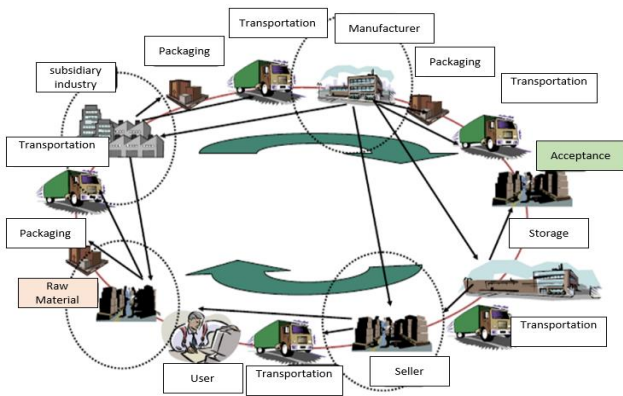 Transportation
Manufacturer
Packaging
Packaging
subsidiary
industry
Transportation
Transportation
Acceptance
Packaging
Storage
Raw
Material
Transportation
User
Transportation
Seller